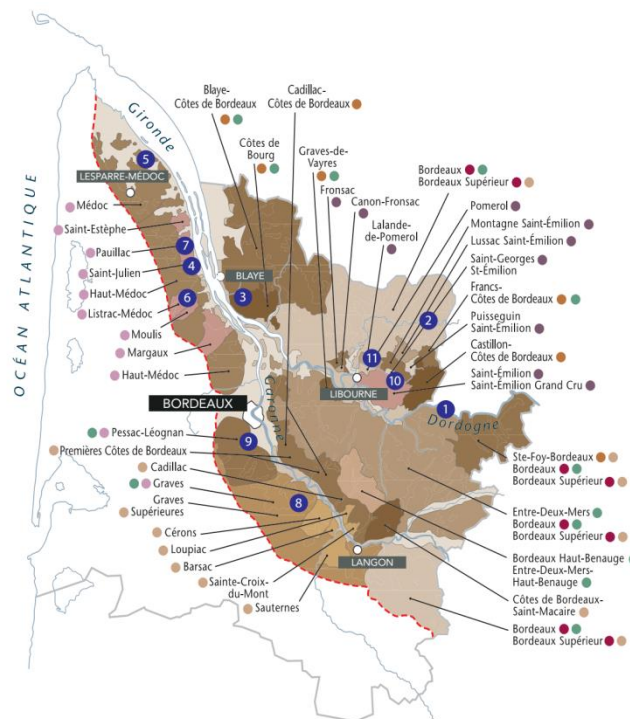 OCÉAN ATLANTIQUE
Gironde
Garonne
Dordogne
Blaye-
Côtes de Bordeaux
Cadillac-
Côtes de Bordeaux
Côtes de
Bourg
Graves-de-
Vayres
Fronsac
Canon-Fronsac
Lalande-
de-Pomerol
Bordeaux
Bordeaux Supérieur
Pomerol
Montagne Saint-Émilion
Lussac Saint-Émilion
Saint-Georges
St-Émilion
Francs-
Côtes de Bordeaux
Puisseguin
Saint-Émilion
Castillon-
Côtes de Bordeaux
Saint-Émilion
Saint-Émilion Grand Cru
5
LESPARRE-MÉDOC
Médoc
Saint-Estèphe
Pauillac
7
Saint-Julien
4
Haut-Médoc
Listrac-Médoc
6
Moulis
Margaux
Haut-Médoc
BLAYE
3
2
11
10
LIBOURNE
1
BORDEAUX
Pessac-Léognan
9
Premières Côtes de Bordeaux
Cadillac
Graves
8
Graves
Supérieures
Cérons
Loupiac
Barsac
Sainte-Croix-
du-Mont
Sauternes
LANGON
Ste-Foy-Bordeaux
Bordeaux
Bordeaux Supérieur
Entre-Deux-Mers
Bordeaux
Bordeaux Supérieur
Bordeaux Haut-Benauge
Entre-Deux-Mers-
Haut-Benauge
Côtes de Bordeaux-
Saint-Macaire
Bordeaux
Bordeaux Supérieur